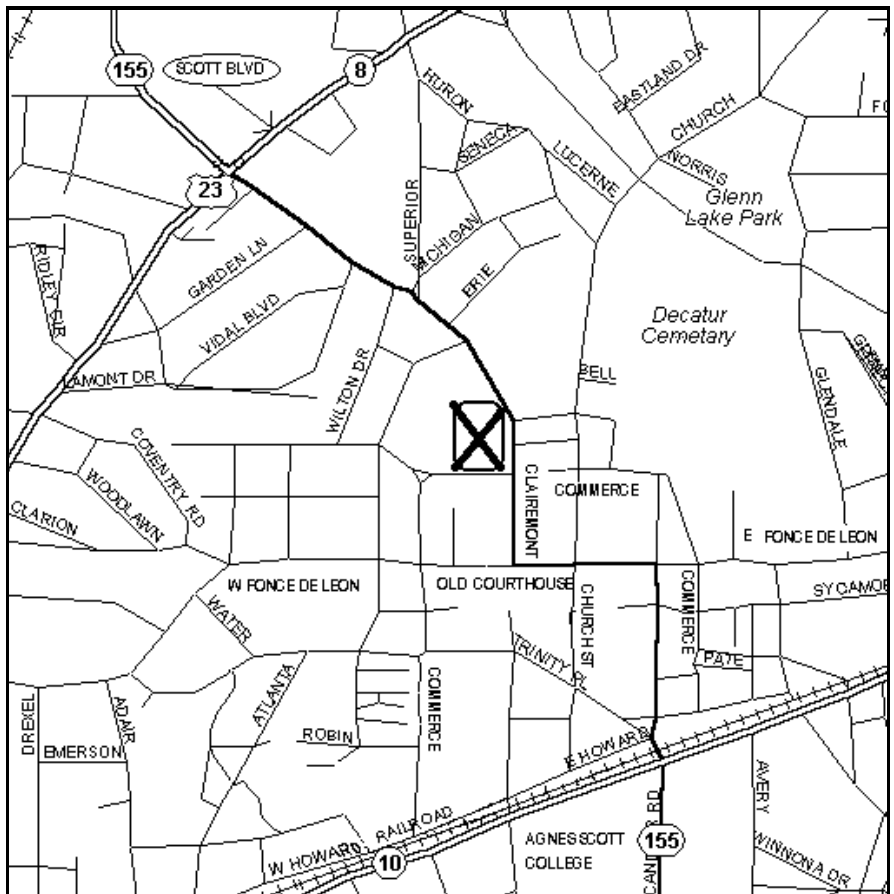 155
SCOTT BLVD
8
HURON
EASTLAND DR
CHURCH
F
SENECA
LUCERNE
NORRIS
23
Glenn
Lake Park
SUPERIOR
MICHIGAN
GARDEN LN
RIDLEY CIR
ERIE
VIDAL BLVD
Decatur
Cemetary
LAMONT DR
WILTON DR
BELL
GLENDALE
COVENTRY RD
WOODLAWN
CLAIREMONT
COMMERCE
CLARION
E PONCE DE LEON
W PONCE DE LEON
OLD COURTHOUSE
CHURCH ST
COMMERCE
SYCAMOR
WATER
TRINITY PL
PATE
ATLANTA
COMMERCE
DREXEL
ADAIR
ROBIN
EMERSON
E HOWARD
AVERY
RAILROAD
W HOWARD
10
AGNES SCOTT
COLLEGE
155
WINNONA DR